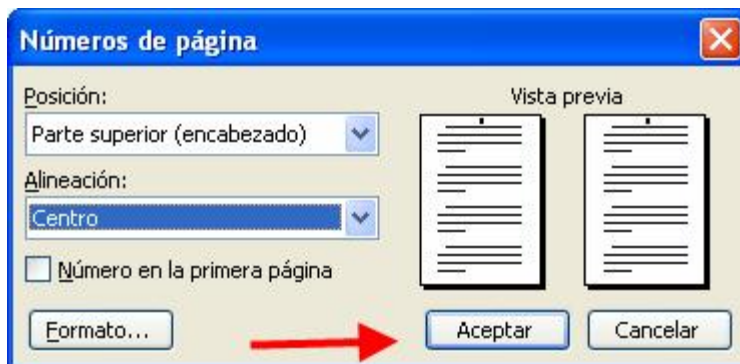 Números de página
Posición:
Vista previa
Parte superior (encabezado)
Alineación:
Centro
Número en la primera página
Formato...
Aceptar
Cancelar